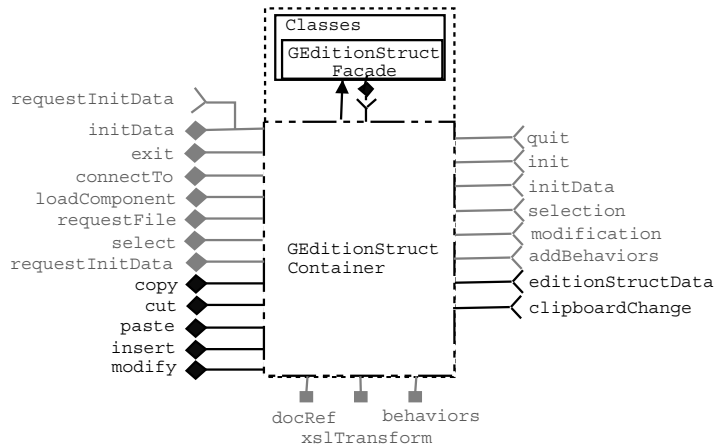 Classes
GEditionStruct
Facade
requestInitData
initData
exit
connectTo
loadComponent
requestFile
select
requestInitData
copy
cut
paste
insert
modify
GEditionStruct
Container
quit
init
initData
selection
modification
addBehaviors
editionStructData
clipboardChange
docRef
behaviors
xslTransform